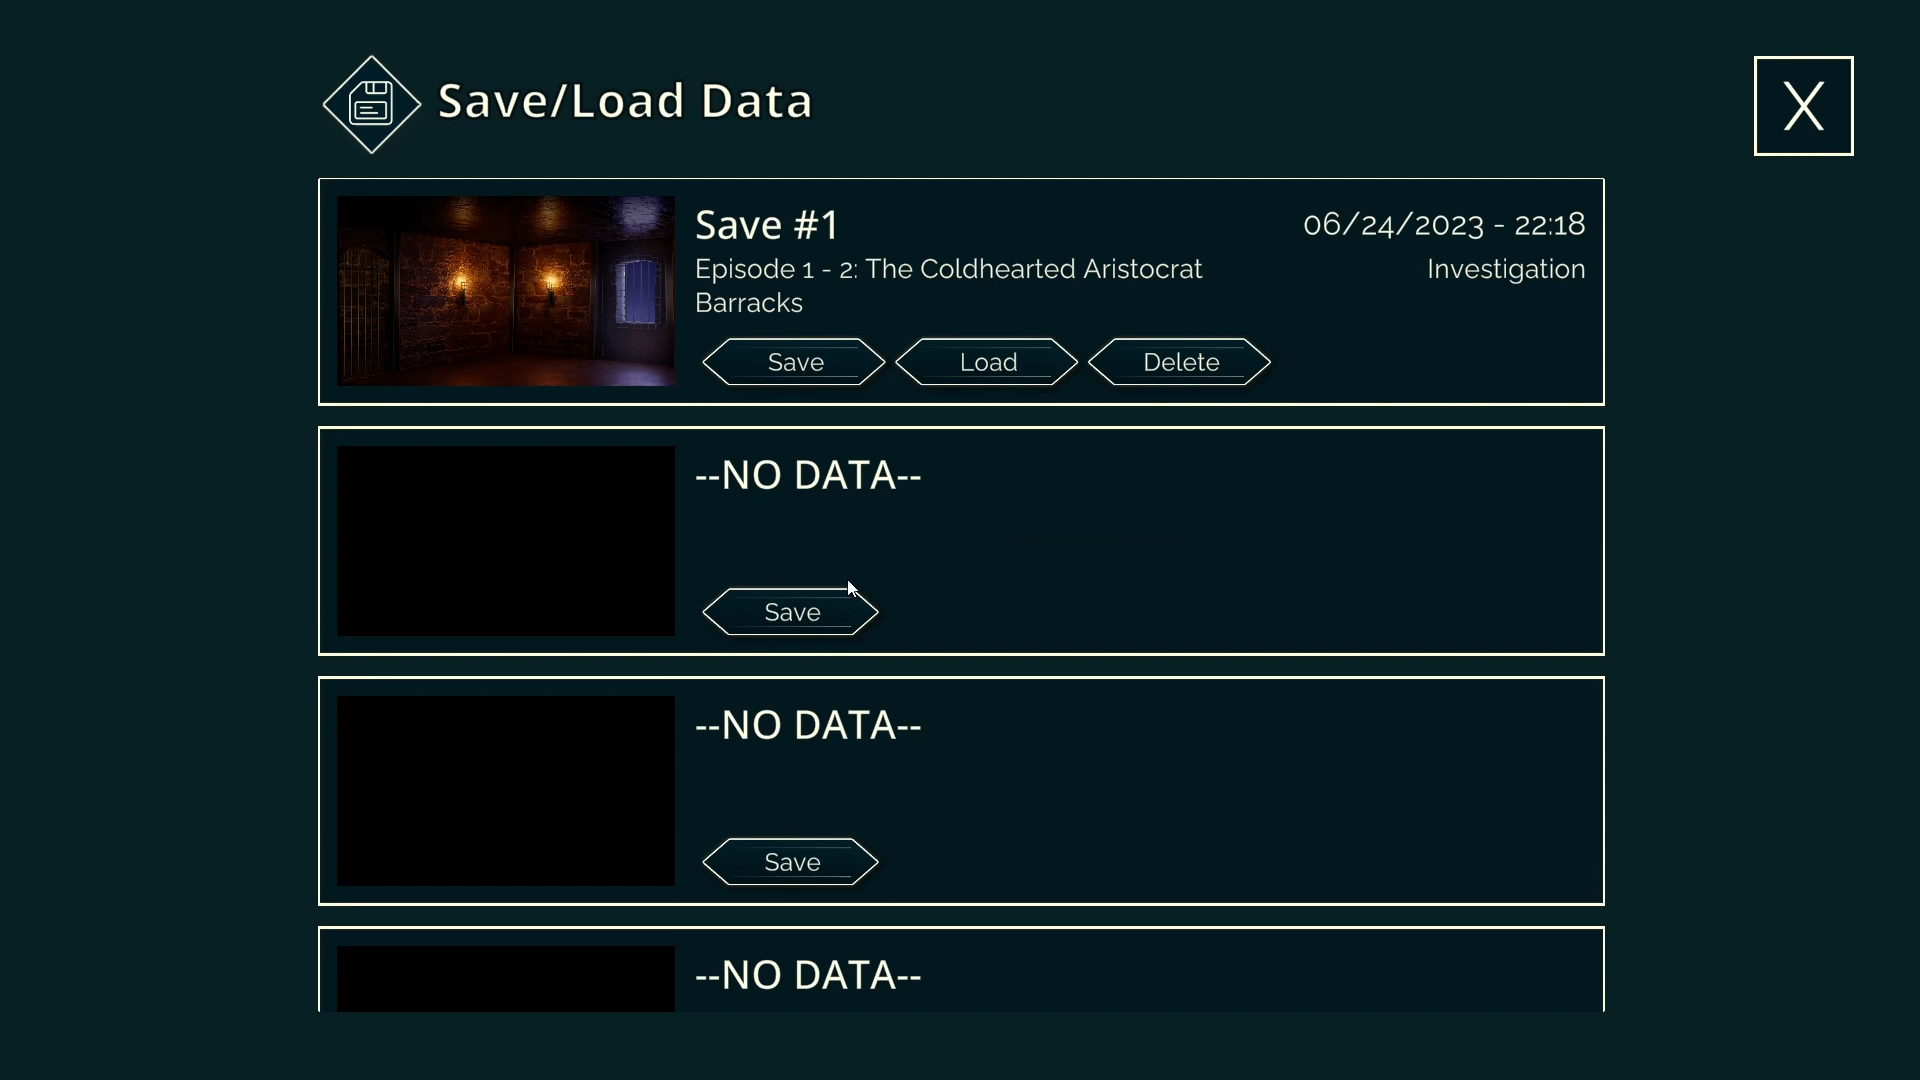 Save/Load Data
X
Save #1
06/24/2023 - 22:18
Episode 1 - 2: The Coldhearted Aristocrat
Investigation
Barracks
Save
Load
Delete
--NO DATA--
Save
--NO DATA--
Save
--NO DATA--